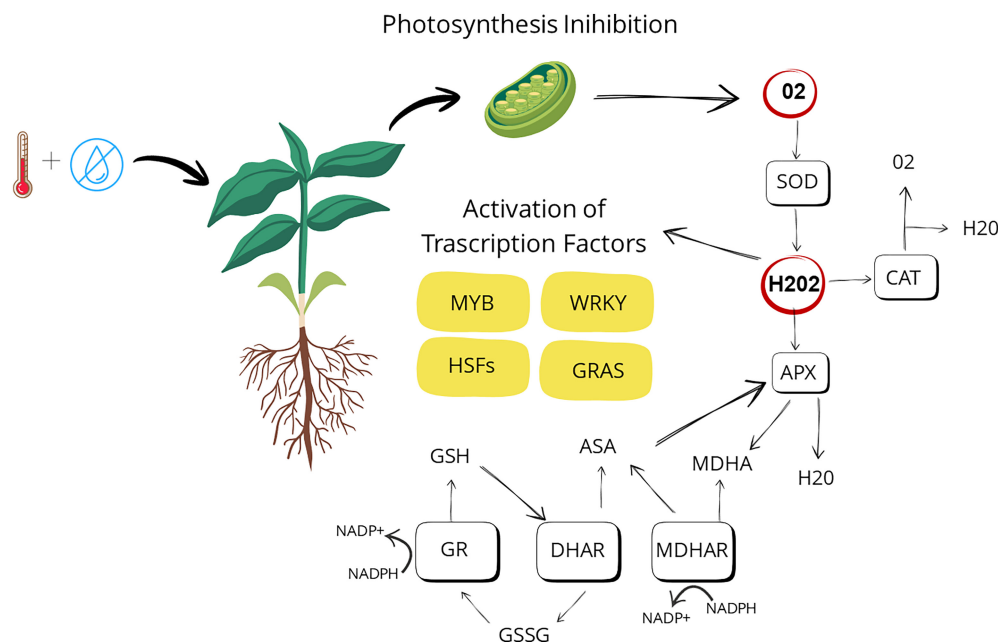 Photosynthesis Inihibition
02
+
SOD
02
H20
Activation of
Trascription Factors
H202
CAT
MYB
WRKY
HSFs
GRAS
APX
GSH
ASA
MDHA
H20
NADP+
NADPH
GR
DHAR
MDHAR
NADP+
NADPH
GSSG